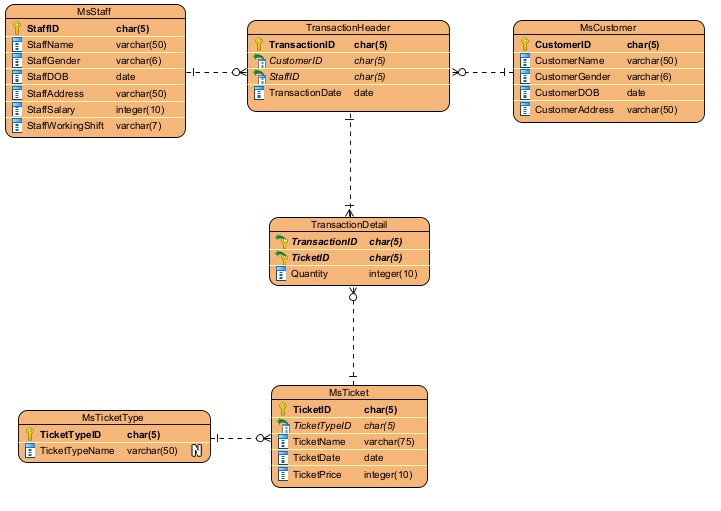 MsStaff
StaffID char(5)
StaffName varchar(50)
StaffGender varchar(6)
StaffDOB date
StaffAddress varchar(50)
StaffSalary integer(10)
StaffWorkingShift varchar(7)
TransactionHeader
TransactionID char(5)
CustomerID char(5)
StaffID char(5)
TransactionDate date
MsCustomer
CustomerID char(5)
CustomerName varchar(50)
CustomerGender varchar(6)
CustomerDOB date
CustomerAddress varchar(50)
TransactionDetail
TransactionID char(5)
TicketID char(5)
Quantity integer(10)
MsTicketType
TicketTypeID char(5)
TicketTypeName varchar(50) N
MsTicket
TicketID char(5)
TicketTypeID char(5)
TicketName varchar(75)
TicketDate date
TicketPrice integer(10)